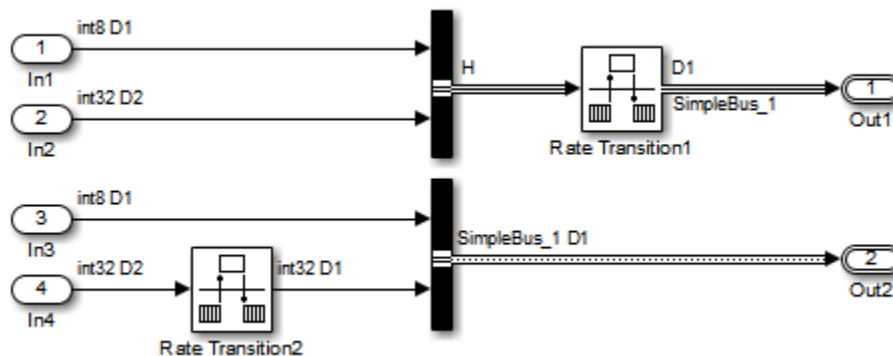 int8 D1
1
In1
int32 D2
2
In2
H
D1
SimpleBus_1
1
Out1
Rate Transition1
int8 D1
3
In3
int32 D2
4
In4
int32 D1
Rate Transition2
SimpleBus_1 D1
2
Out2